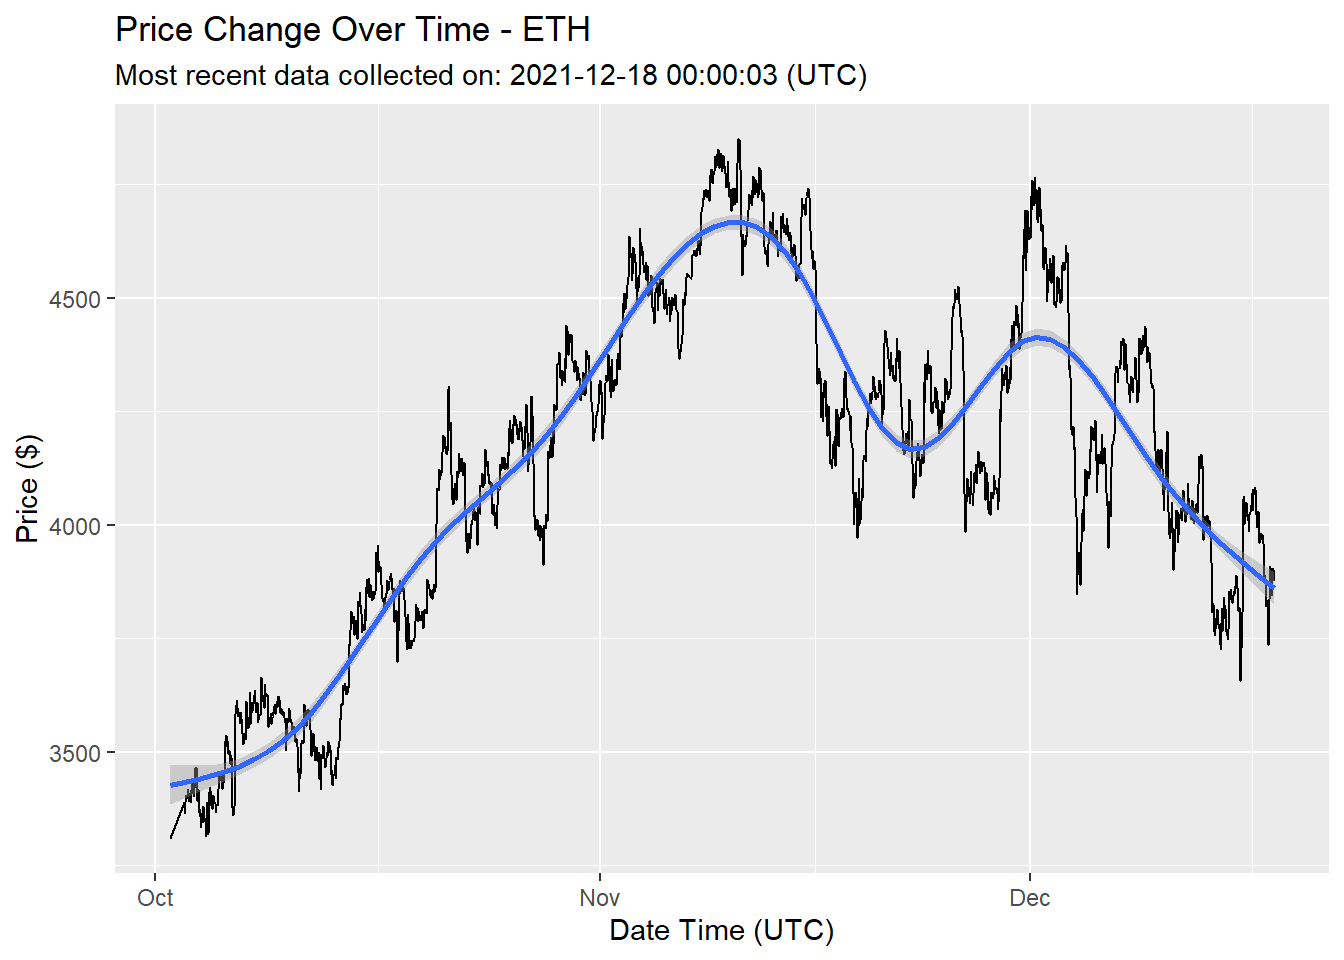 Price Change Over Time - ETH
Most recent data collected on: 2021-12-18 00:00:03 (UTC)
Price ($)
4500
4000
3500
Oct
Nov
Dec
Date Time (UTC)